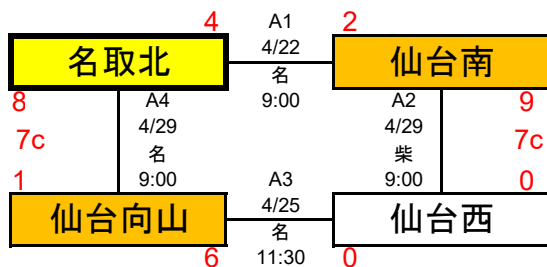 4 A1 2
名取北 4/22 仙台南
名
8 A4 9:00 A2 9
4/29 4/29
7c 名 柴 7c
1 9:00 A3 9:00 0
仙台向山 4/25 仙台西
名
6 11:30 0